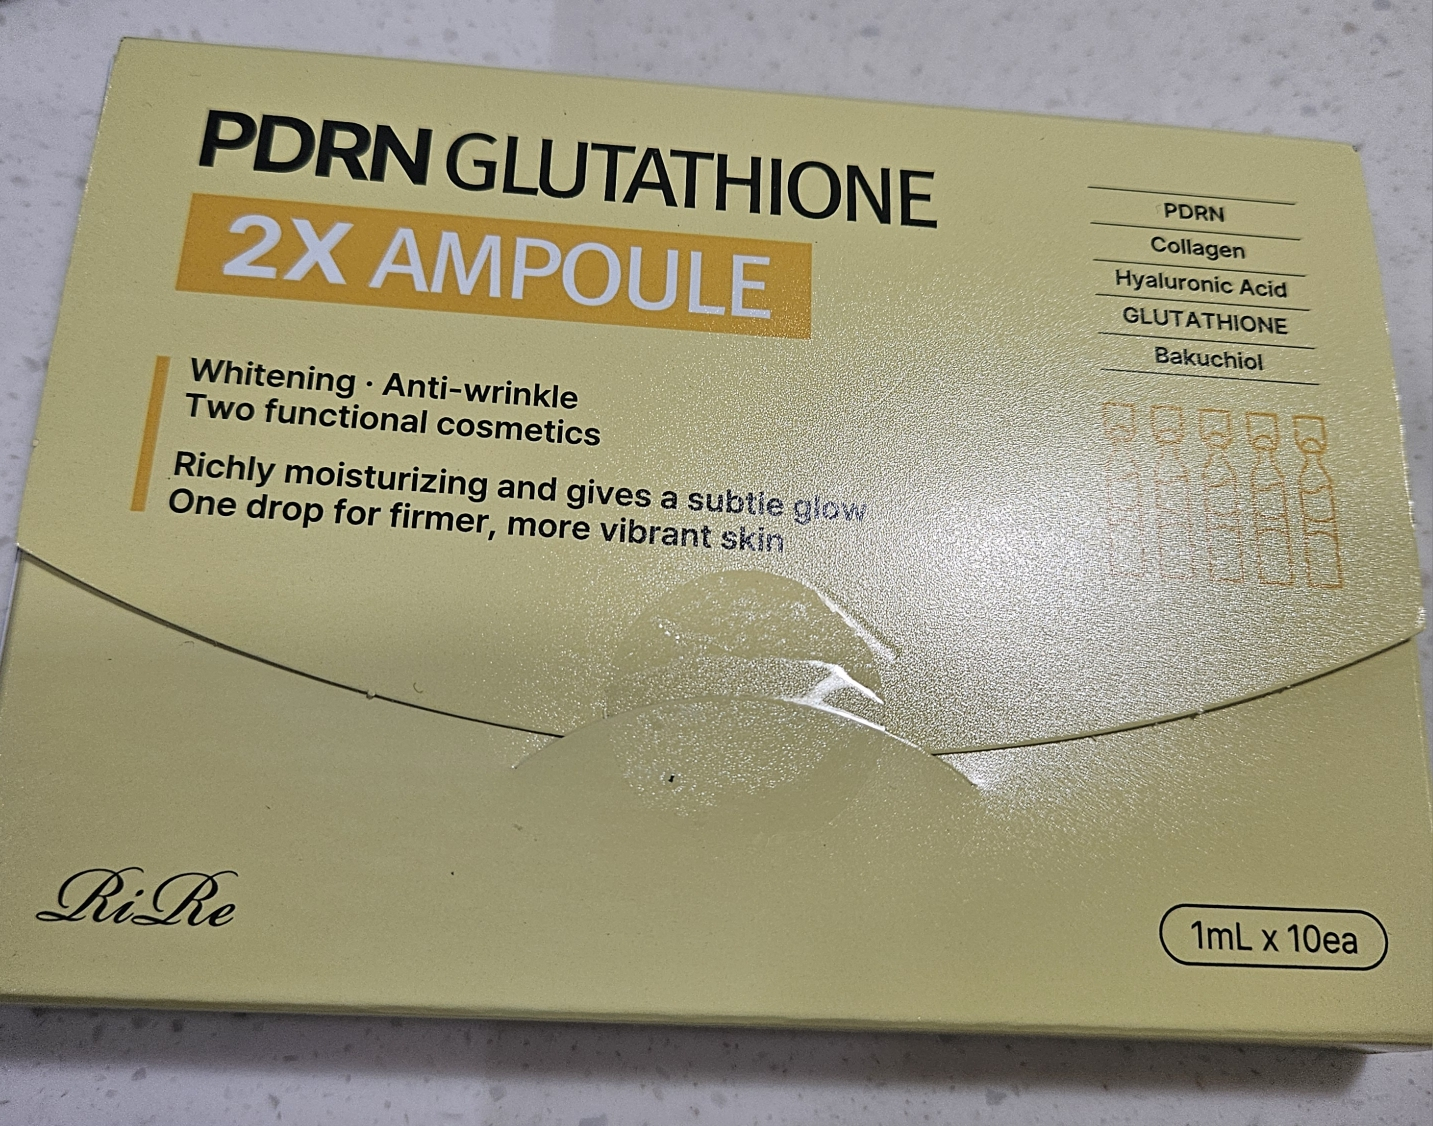 PDRN GLUTATHIONE
2X AMPOULE
Whitening · Anti-wrinkle
Two functional cosmetics
Richly moisturizing and gives a subtle glow
One drop for firmer, more vibrant skin
PDRN
Collagen
Hyaluronic Acid
GLUTATHIONE
Bakuchiol
RiRe
1mL x 10ea